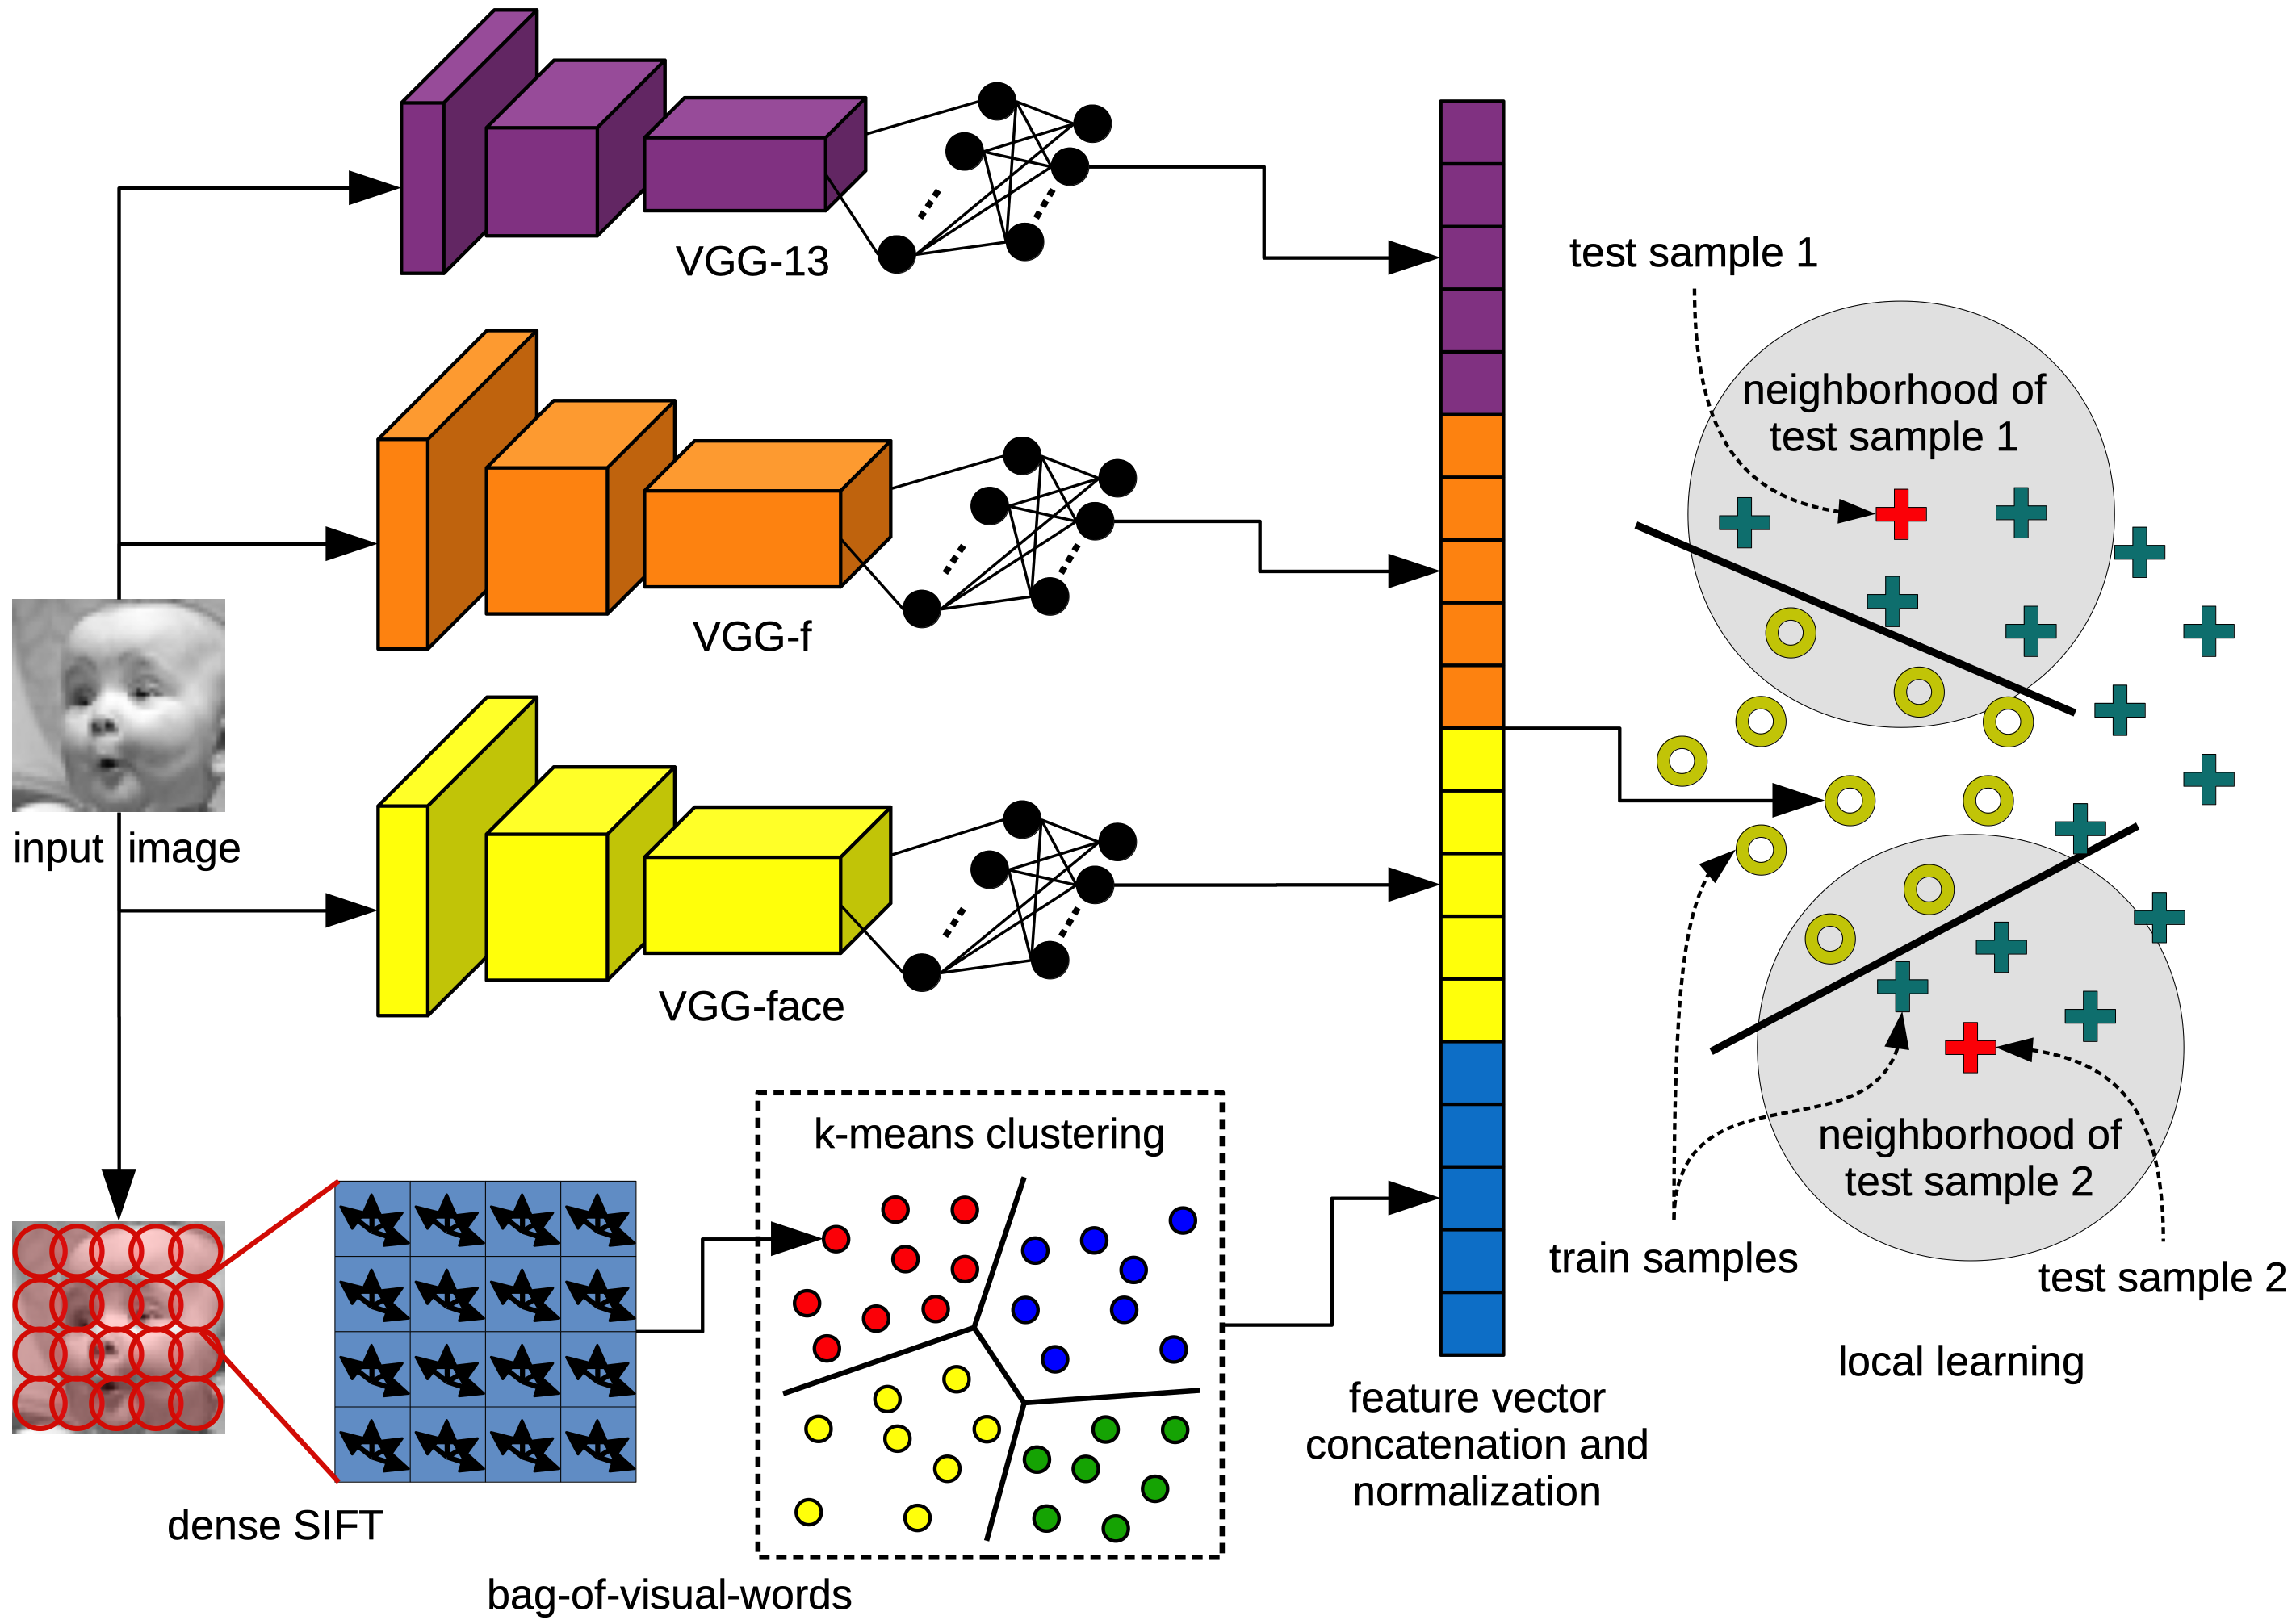 VGG-13
VGG-f
input image
VGG-face
dense SIFT
k-means clustering
bag-of-visual-words
feature vector
concatenation and
normalization
test sample 1
neighborhood of
test sample 1
neighborhood of
test sample 2
train samples
test sample 2
local learning